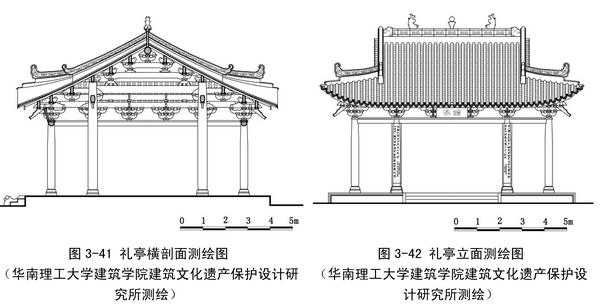 0 1 2 3 4 5m
0 1 2 3 4 5m
图 3-41 礼亭横剖面测绘图
（华南理工大学建筑学院建筑文化遗产保护设计研
究所测绘）
图 3-42 礼亭立面测绘图
（华南理工大学建筑学院建筑文化遗产保护设
计研究所测绘）